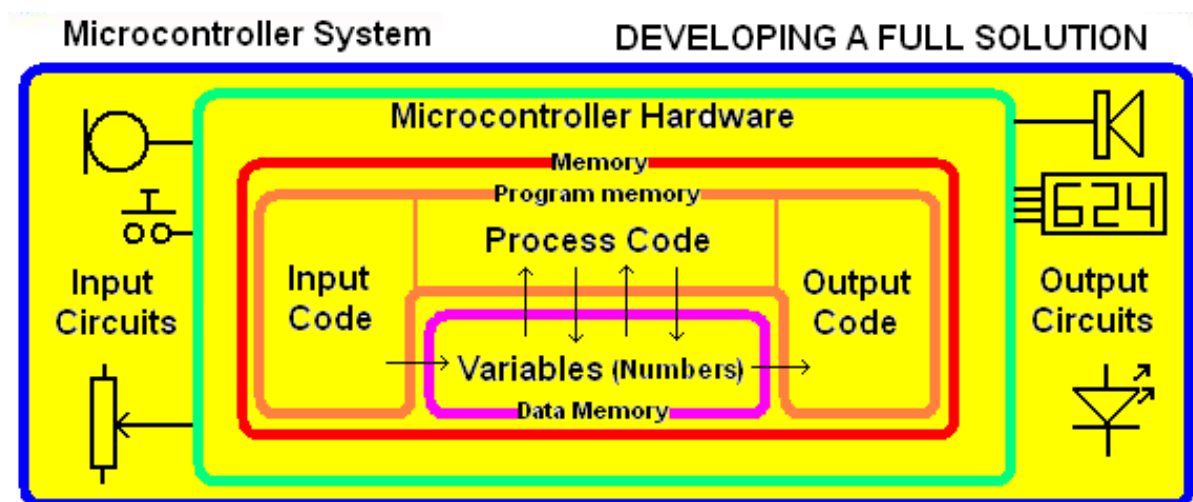 Microcontroller System
DEVELOPING A FULL SOLUTION
Microcontroller Hardware
Memory
Program memory
Process Code
Input
Circuits
Input
Code
Variables (Numbers)
Data Memory
Output
Code
624
Output
Circuits